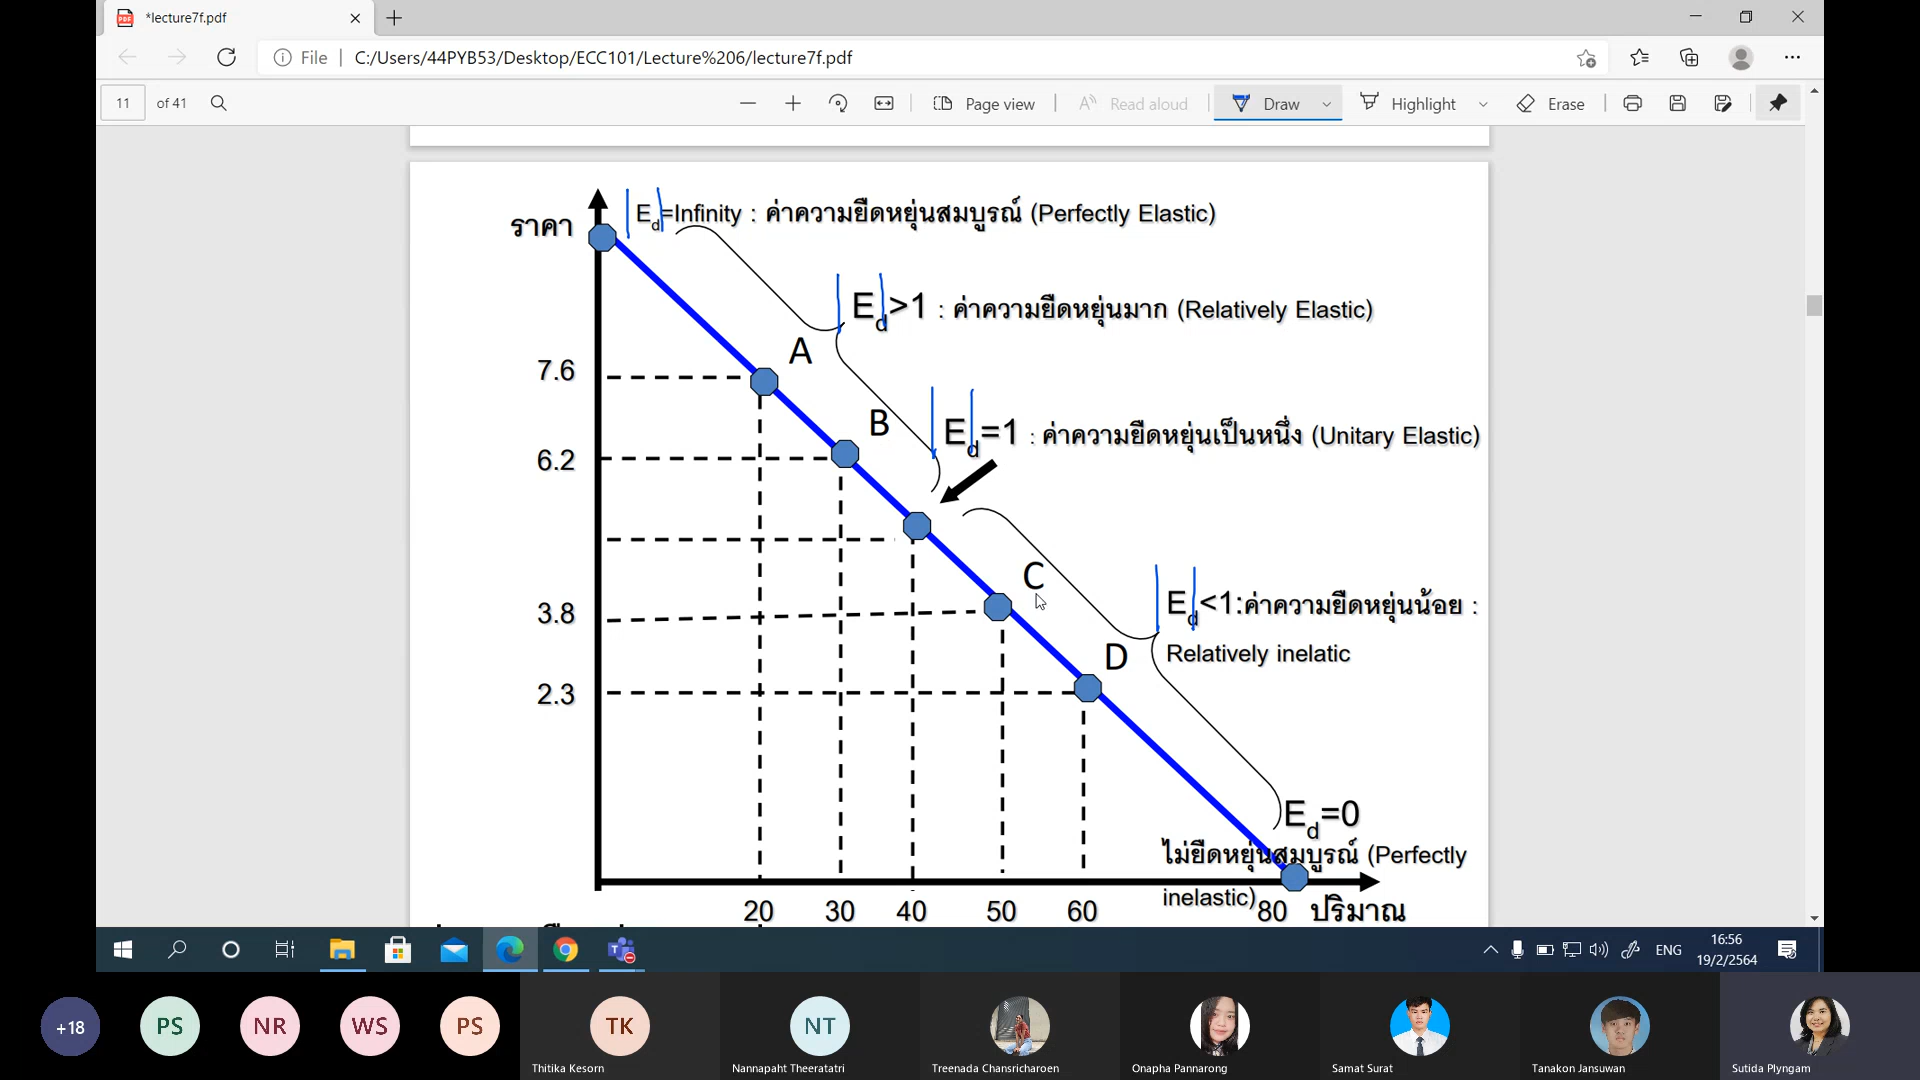 *lecture7f.pdf
File C:/Users/44PYB53/Desktop/ECC101/Lecture%206/lecture7f.pdf
11 of 41
Page view
Read aloud
Draw
Highlight
Erase
ราคา
Ed=Infinity : ค่าความยืดหยุ่นสมบูรณ์ (Perfectly Elastic)
Ed>1 : ค่าความยืดหยุ่นมาก (Relatively Elastic)
A
7.6
B
Ed=1 : ค่าความยืดหยุ่นเป็นหนึ่ง (Unitary Elastic)
6.2
C
Ed<1:ค่าความยืดหยุ่นน้อย :
Relatively inelatic
3.8
D
2.3
Ed=0
ไม่ยืดหยุ่นสมบูรณ์ (Perfectly
inelastic)
20 30 40 50 60 80 ปริมาณ
ENG
16:56
19/2/2564
+18
PS
NR
WS
PS
TK
NT
Thitika Kesorn
Nannapaht Theeratatri
Treenada Chansricharoen
Onapha Pannarong
Samat Surat
Tanakon Jansuwan
Sutida Plyngam